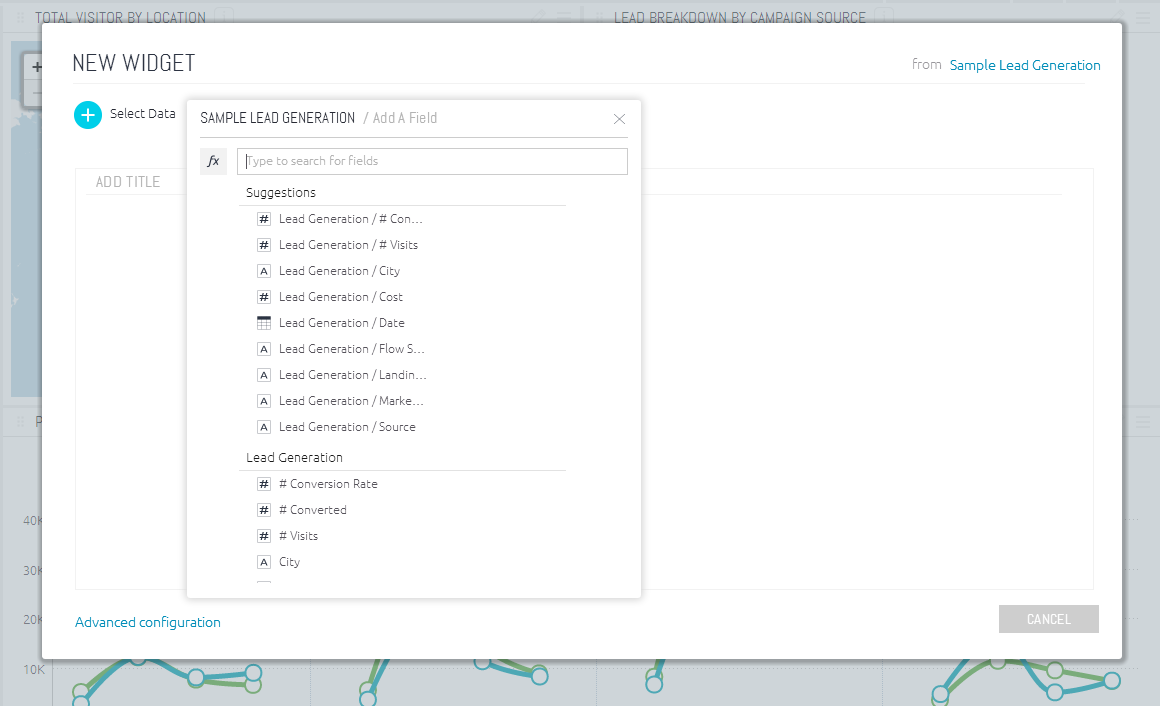 TOTAL VISITOR BY LOCATION
LEAD BREAKDOWN BY CAMPAIGN SOURCE
NEW WIDGET
from Sample Lead Generation
Select Data
SAMPLE LEAD GENERATION / Add A Field
fx
Type to search for fields
ADD TITLE
Suggestions
# Lead Generation / # Con...
# Lead Generation / # Visits
A Lead Generation / City
# Lead Generation / Cost
Lead Generation / Date
A Lead Generation / Flow S...
A Lead Generation / Landin...
A Lead Generation / Marke...
A Lead Generation / Source
Lead Generation
# # Conversion Rate
# # Converted
# # Visits
A City
Advanced configuration
CANCEL
P
40K
30K
20K
10K